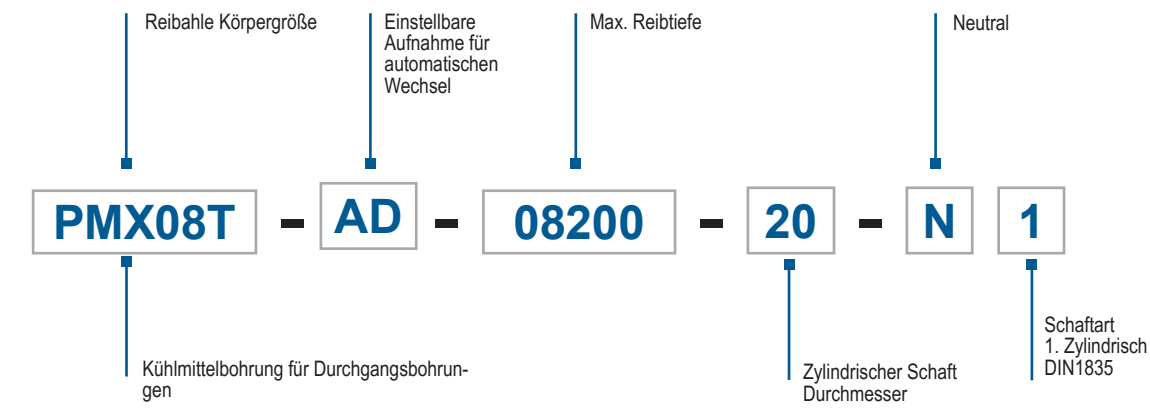 Reibahle Körpergröße
Einstellbare
Aufnahme für
automatischen
Wechsel
Max. Reibtiefe
Neutral
PMX08T - AD - 08200 - 20 - N 1
Kühlmittelbohrung für Durchgangsbohrun-
gen
Zylindrischer Schaft
Durchmesser
Schaftart
1. Zylindrisch
DIN1835